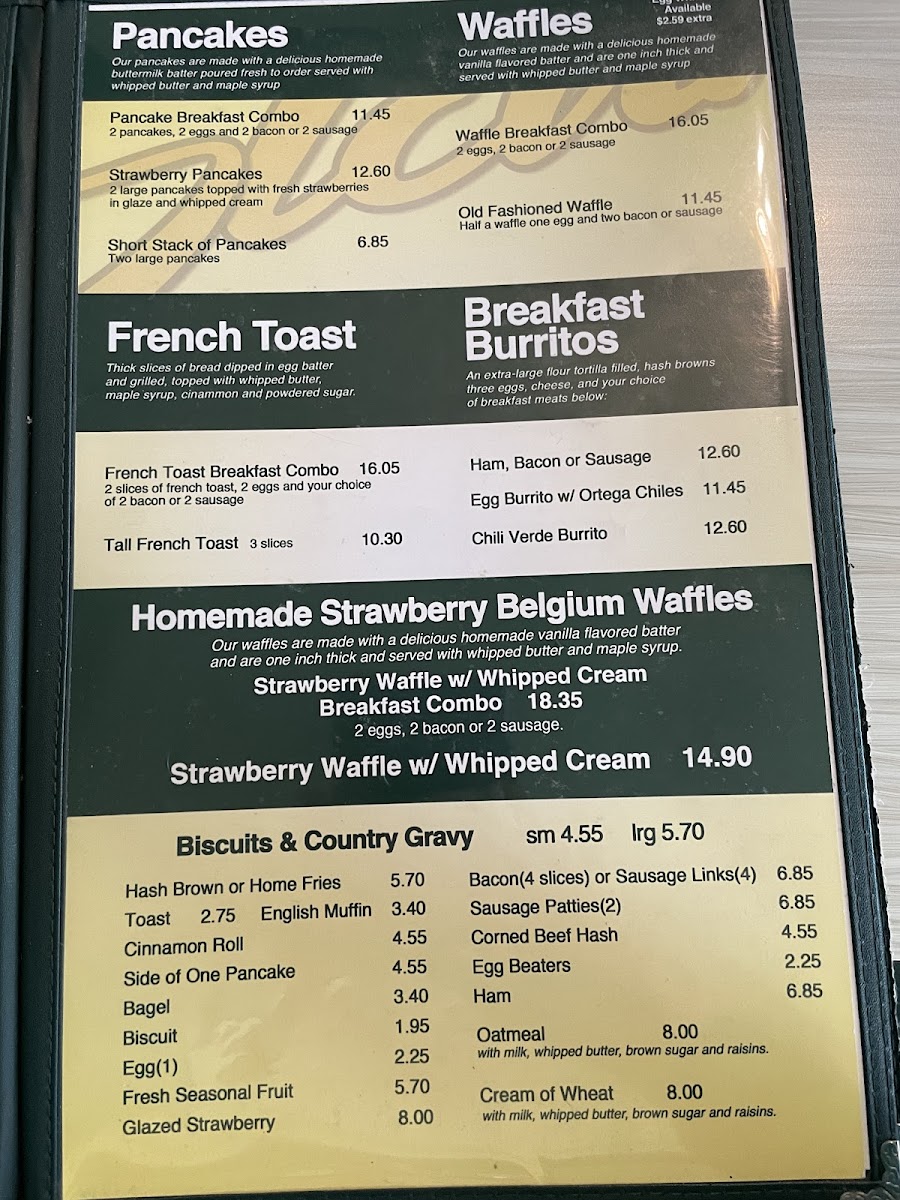 Pancakes
Our pancakes are made with a delicious homemade
buttermilk batter poured fresh to order served with
whipped butter and maple syrup
Pancake Breakfast Combo 11.45
2 pancakes, 2 eggs and 2 bacon or 2 sausage
Strawberry Pancakes 12.60
2 large pancakes topped with fresh strawberries
in glaze and whipped cream
Short Stack of Pancakes 6.85
Two large pancakes
Available
$2.59 extra
Waffles
Our waffles are made with a delicious homemade
vanilla flavored batter and are one inch thick and
served with whipped butter and maple syrup
Waffle Breakfast Combo 16.05
2 eggs, 2 bacon or 2 sausage
Old Fashioned Waffle 11.45
Half a waffle one egg and two bacon or sausage
French Toast
Thick slices of bread dipped in egg batter
and grilled, topped with whipped butter,
maple syrup, cinammon and powdered sugar.
French Toast Breakfast Combo 16.05
2 slices of french toast, 2 eggs and your choice
of 2 bacon or 2 sausage
Tall French Toast 3 slices 10.30
Breakfast
Burritos
An extra-large flour tortilla filled, hash browns
three eggs, cheese, and your choice
of breakfast meats below:
Ham, Bacon or Sausage 12.60
Egg Burrito w/ Ortega Chiles 11.45
Chili Verde Burrito 12.60
Homemade Strawberry Belgium Waffles
Our waffles are made with a delicious homemade vanilla flavored batter
and are one inch thick and served with whipped butter and maple syrup.
Strawberry Waffle w/ Whipped Cream
Breakfast Combo 18.35
2 eggs, 2 bacon or 2 sausage.
Strawberry Waffle w/ Whipped Cream 14.90
Biscuits & Country Gravy sm 4.55 lrg 5.70
Hash Brown or Home Fries 5.70
Toast 2.75 English Muffin 3.40
Cinnamon Roll 4.55
Side of One Pancake 4.55
Bagel 3.40
Biscuit 1.95
Egg(1) 2.25
Fresh Seasonal Fruit 5.70
Glazed Strawberry 8.00
Bacon(4 slices) or Sausage Links(4) 6.85
Sausage Patties(2) 6.85
Corned Beef Hash 4.55
Egg Beaters 2.25
Ham 6.85
Oatmeal 8.00
with milk, whipped butter, brown sugar and raisins.
Cream of Wheat 8.00
with milk, whipped butter, brown sugar and raisins.